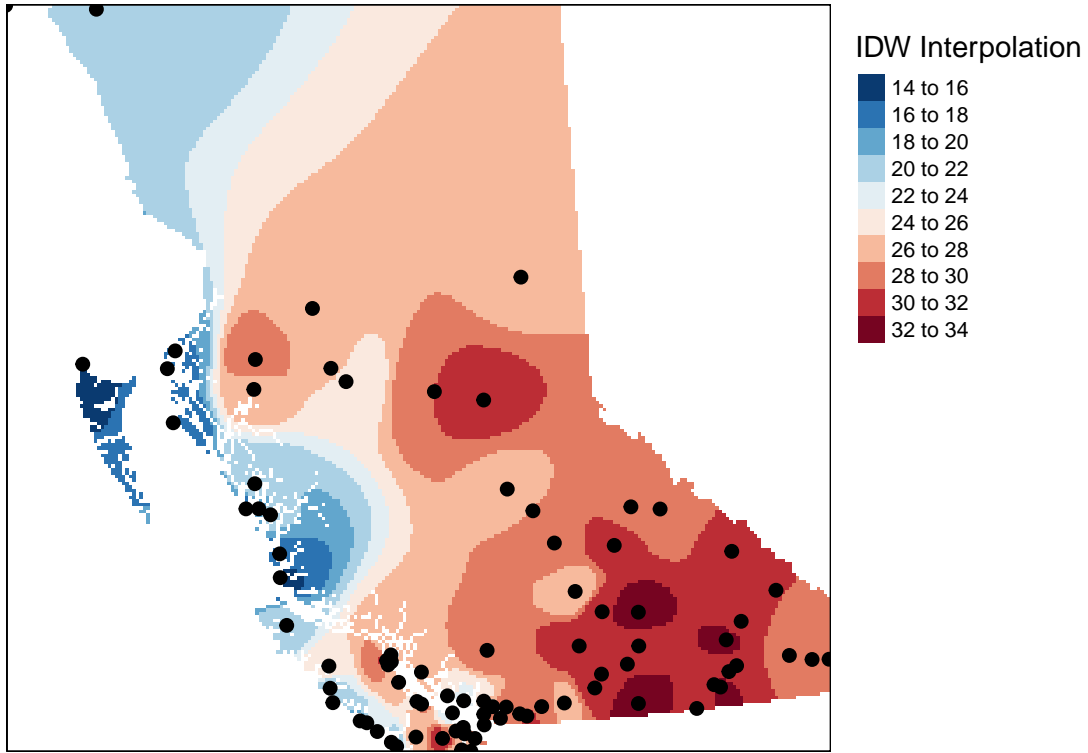 IDW Interpolation
14 to 16
16 to 18
18 to 20
20 to 22
22 to 24
24 to 26
26 to 28
28 to 30
30 to 32
32 to 34